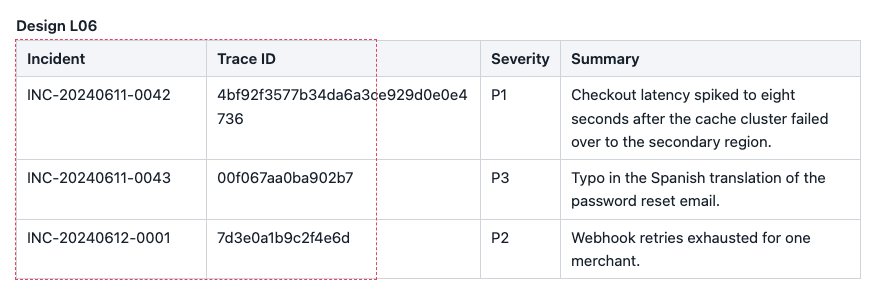 Design L06
Incident Trace ID Severity Summary
INC-20240611-0042 4bf92f3577b34da6a3ce929d0e0e4 P1 Checkout latency spiked to eight
736 seconds after the cache cluster failed
over to the secondary region.
INC-20240611-0043 00f067aa0ba902b7 P3 Typo in the Spanish translation of the
password reset email.
INC-20240612-0001 7d3e0a1b9c2f4e6d P2 Webhook retries exhausted for one
merchant.